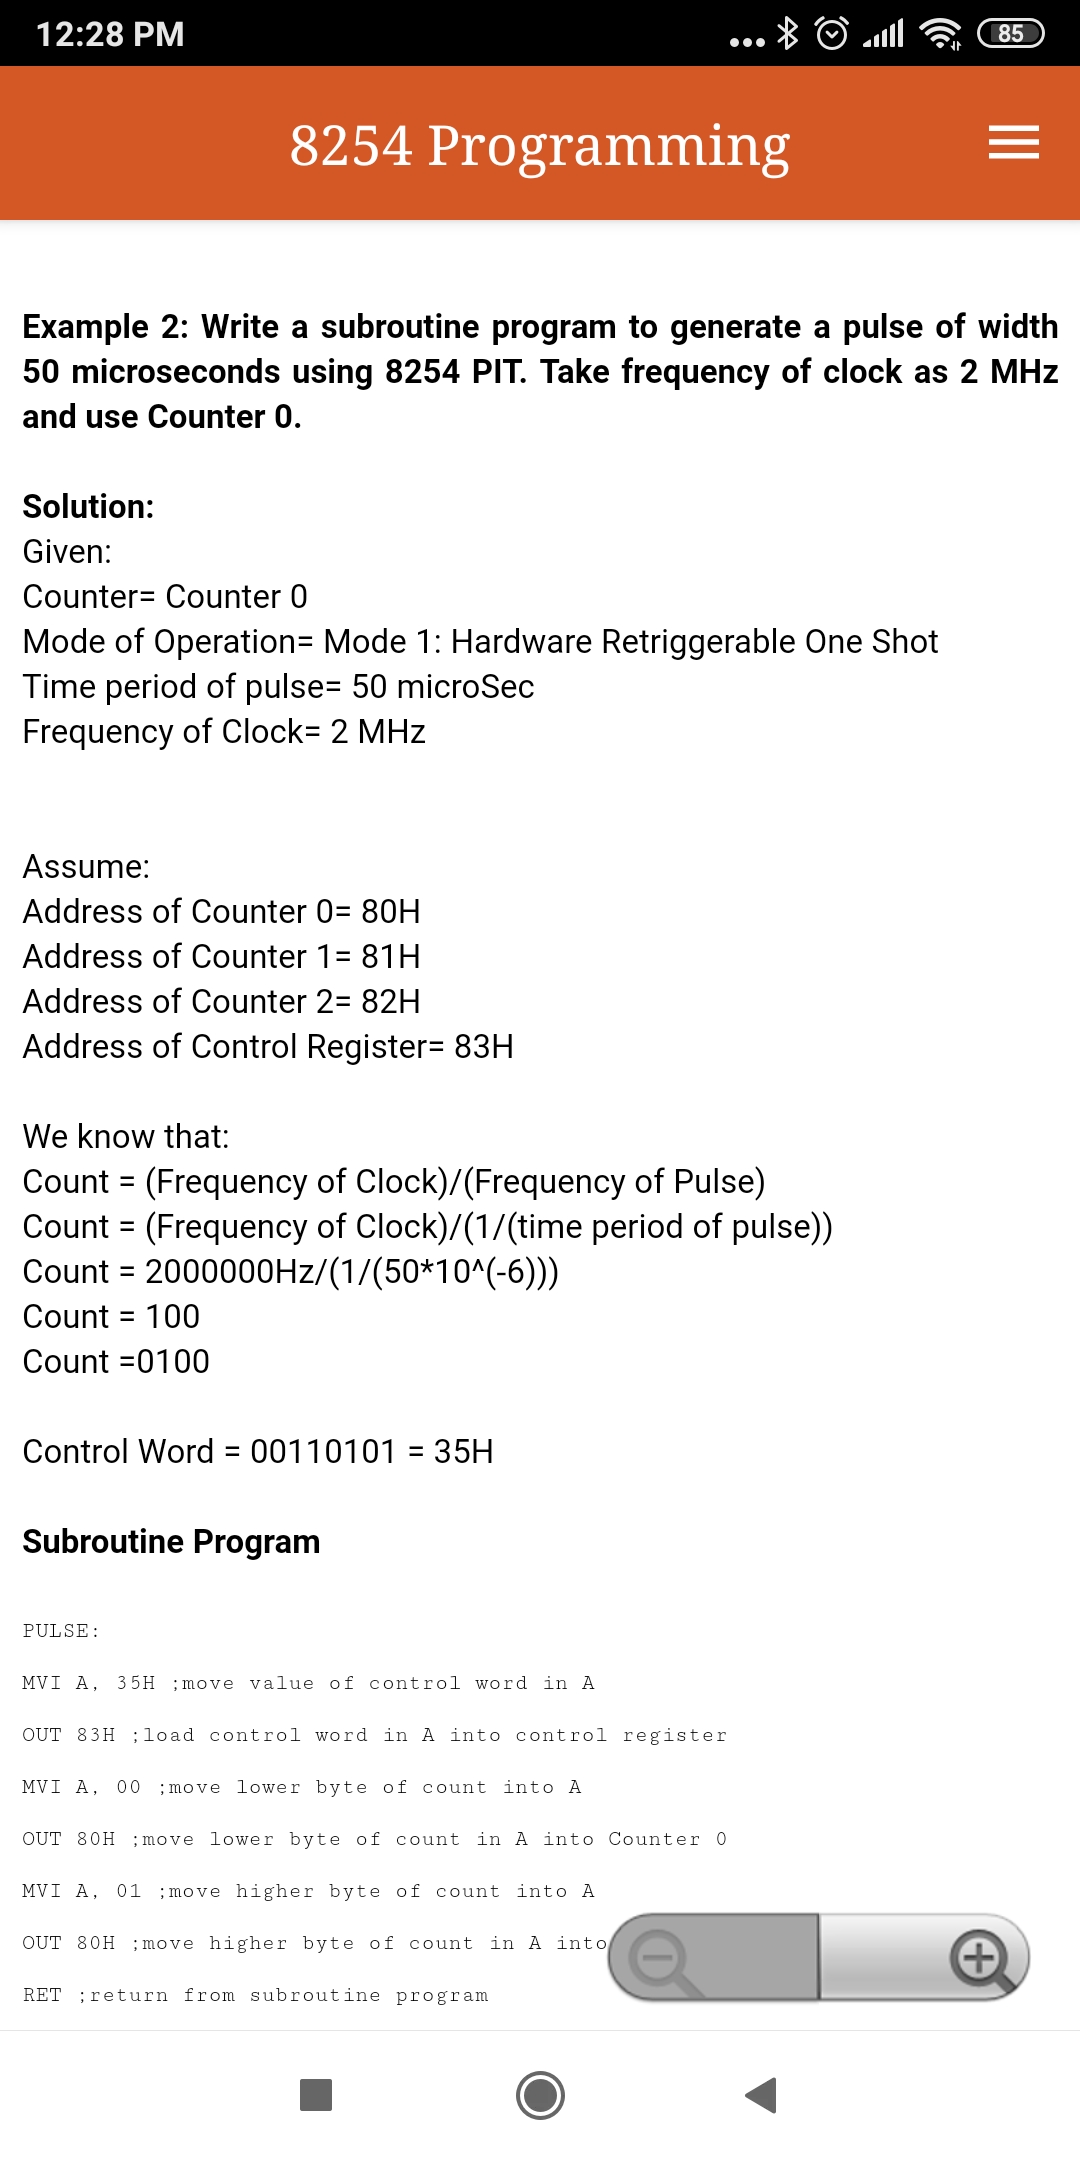 12:28 PM
85
8254 Programming
Example 2: Write a subroutine program to generate a pulse of width
50 microseconds using 8254 PIT. Take frequency of clock as 2 MHz
and use Counter 0.
Solution:
Given:
Counter= Counter 0
Mode of Operation= Mode 1: Hardware Retriggerable One Shot
Time period of pulse= 50 microSec
Frequency of Clock= 2 MHz
Assume:
Address of Counter 0= 80H
Address of Counter 1= 81H
Address of Counter 2= 82H
Address of Control Register= 83H
We know that:
Count = (Frequency of Clock)/(Frequency of Pulse)
Count = (Frequency of Clock)/(1/(time period of pulse))
Count = 2000000Hz/(1/(50*10^(-6)))
Count = 100
Count =0100
Control Word = 00110101 = 35H
Subroutine Program
PULSE:
MVI A, 35H ;move value of control word in A
OUT 83H ;load control word in A into control register
MVI A, 00 ;move lower byte of count into A
OUT 80H ;move lower byte of count in A into Counter 0
MVI A, 01 ;move higher byte of count into A
OUT 80H ;move higher byte of count in A into
RET ;return from subroutine program